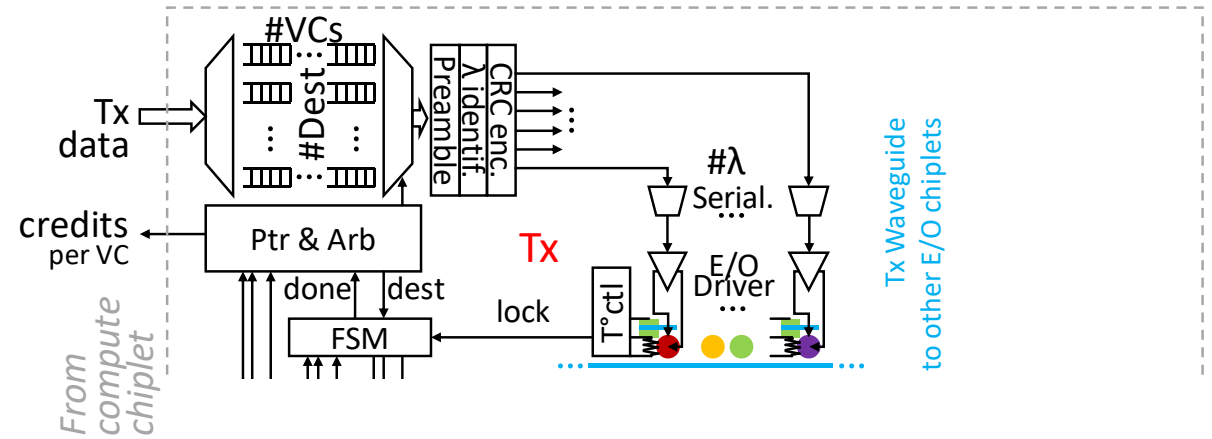 #VCs
#Dest
Tx
data
Preamble
λ identif.
CRC enc.
#λ
Serial.
credits
per VC
Ptr & Arb
Tx
E/O
Driver
done
dest
lock
T°ctl
FSM
From
compute
chiplet
Tx Waveguide
to other E/O chiplets